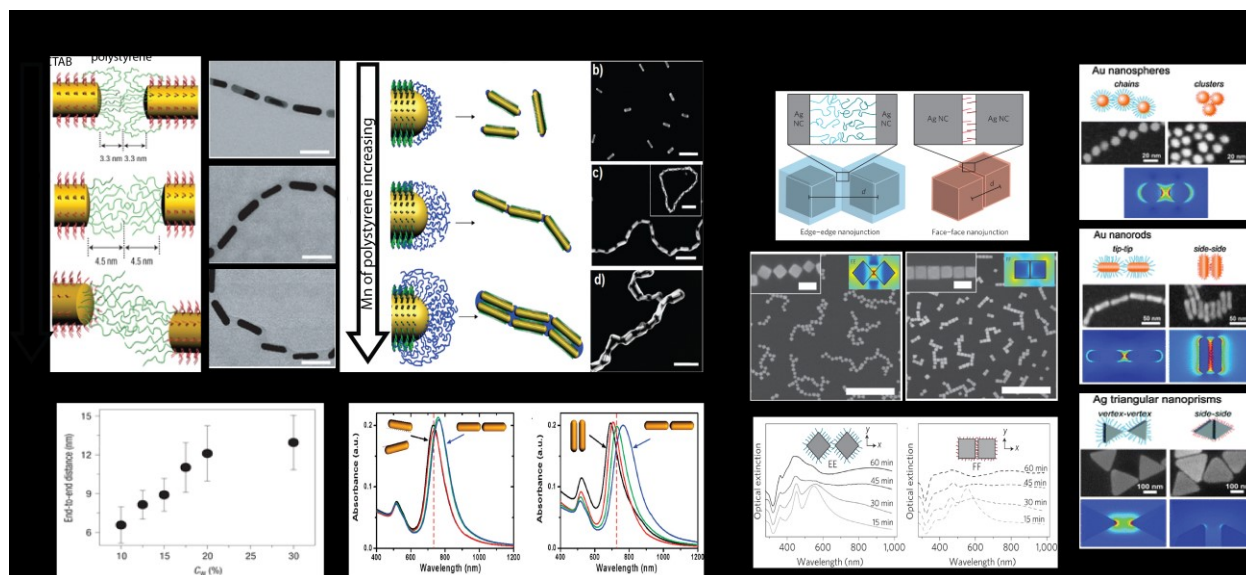 CTAB
polystyrene
3.3 nm 3.3 nm
4.5 nm 4.5 nm
Mn of polystyrene increasing
b)
c)
d)
End-to-end distance (nm)
15
12
9
6
10 15 20 25 30
Cw (%)
Absorbance (a.u.)
0.2
0.1
0.0
400 600 800 1000 1200
Wavelength (nm)
Absorbance (a.u.)
0.2
0.1
0.0
400 600 800 1000 1200
Wavelength (nm)
Ag NC
Ag NC
Ag NC
Ag NC
d
d
Edge–edge nanojunction
Face–face nanojunction
Optical extinction
EE
y
x
60 min
45 min
30 min
15 min
400 600 800 1,000
Wavelength (nm)
Optical extinction
FF
y
x
60 min
45 min
30 min
15 min
400 600 800 1,000
Wavelength (nm)
Au nanospheres
chains clusters
20 nm 20 nm
Au nanorods
tip-tip side-side
50 nm 50 nm
Ag triangular nanoprisms
vertex-vertex side-side
100 nm 100 nm